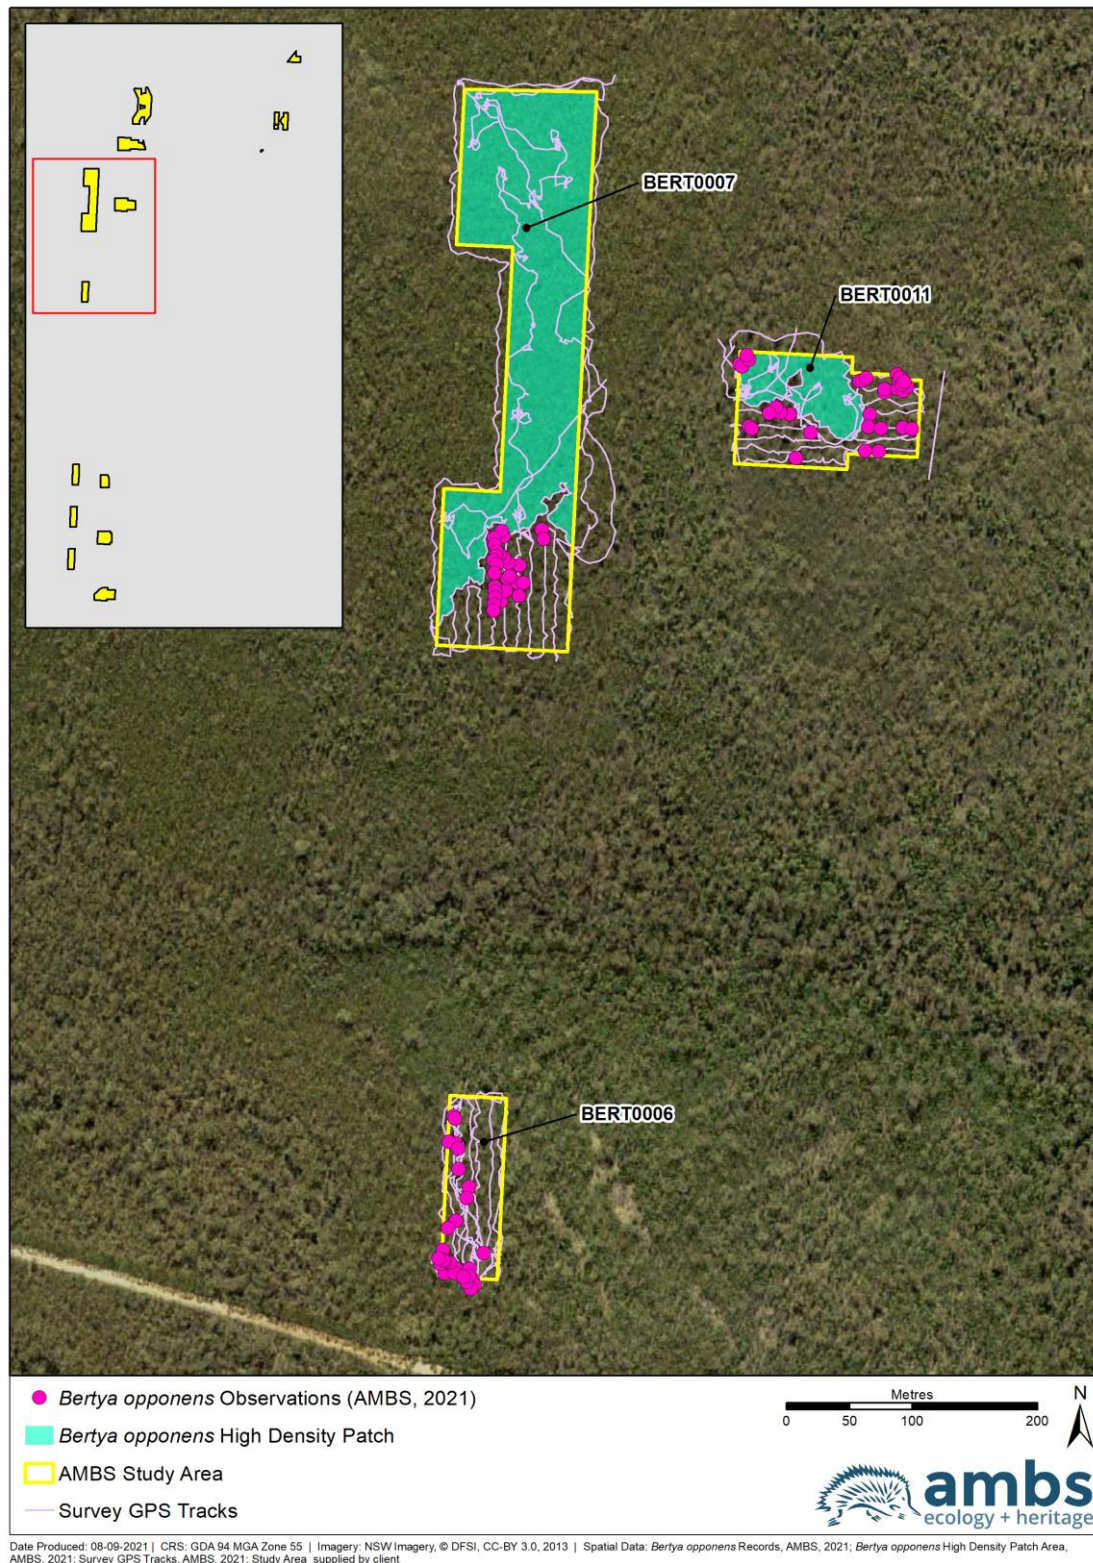 BERT0007
BERT0011
BERT0006
Bertya opponens Observations (AMBS, 2021)
Bertya opponens High Density Patch
AMBS Study Area
Survey GPS Tracks
Metres
0 50 100 200
N
ambs
ecology + heritage
Date Produced: 08-09-2021 | CRS: GDA 94 MGA Zone 55 | Imagery: NSW Imagery, © DFSI, CC-BY 3.0, 2013 | Spatial Data: Bertya opponens Records, AMBS, 2021; Bertya opponens High Density Patch Area,
AMBS, 2021; Survey GPS Tracks, AMBS, 2021; Study Area supplied by client